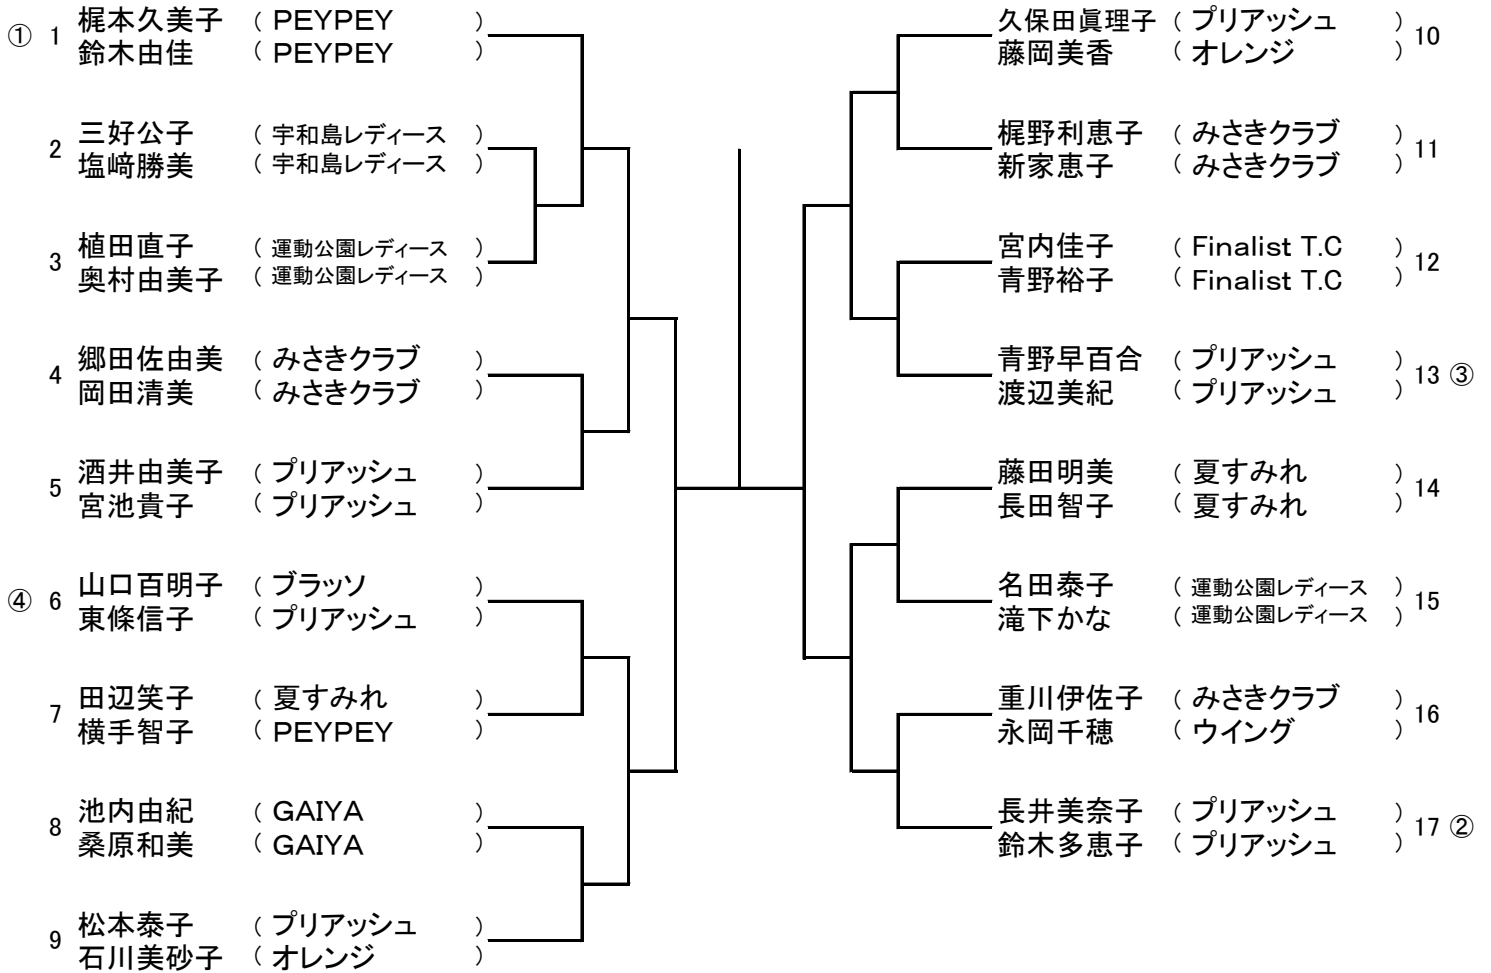 ① 1 梶本久美子 ( PEYPEY )
鈴木由佳 ( PEYPEY )
2 三好公子 ( 宇和島レディース )
塩﨑勝美 ( 宇和島レディース )
3 植田直子 ( 運動公園レディース )
奥村由美子 ( 運動公園レディース )
4 郷田佐由美 ( みさきクラブ )
岡田清美 ( みさきクラブ )
5 酒井由美子 ( プリアッシュ )
宮池貴子 ( プリアッシュ )
④ 6 山口百明子 ( ブラッソ )
東條信子 ( プリアッシュ )
7 田辺笑子 ( 夏すみれ )
横手智子 ( PEYPEY )
8 池内由紀 ( GAIYA )
桑原和美 ( GAIYA )
9 松本泰子 ( プリアッシュ )
石川美砂子 ( オレンジ )
久保田眞理子 ( プリアッシュ ) 10
藤岡美香 ( オレンジ )
梶野利恵子 ( みさきクラブ ) 11
新家恵子 ( みさきクラブ )
宮内佳子 ( Finalist T.C ) 12
青野裕子 ( Finalist T.C )
青野早百合 ( プリアッシュ ) 13 ③
渡辺美紀 ( プリアッシュ )
藤田明美 ( 夏すみれ ) 14
長田智子 ( 夏すみれ )
名田泰子 ( 運動公園レディース ) 15
滝下かな ( 運動公園レディース )
重川伊佐子 ( みさきクラブ ) 16
永岡千穂 ( ウイング )
長井美奈子 ( プリアッシュ ) 17 ②
鈴木多恵子 ( プリアッシュ )